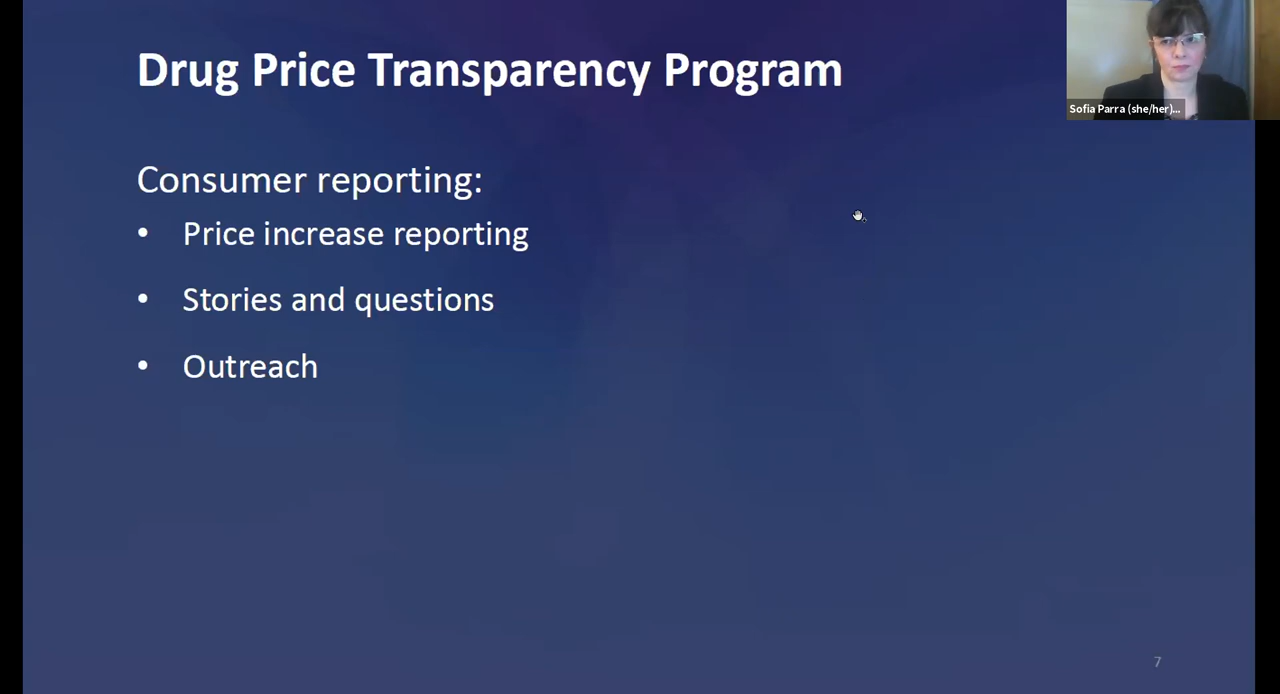 Drug Price Transparency Program
Sofia Parra (she/her)...
Consumer reporting:
• Price increase reporting
• Stories and questions
• Outreach
7